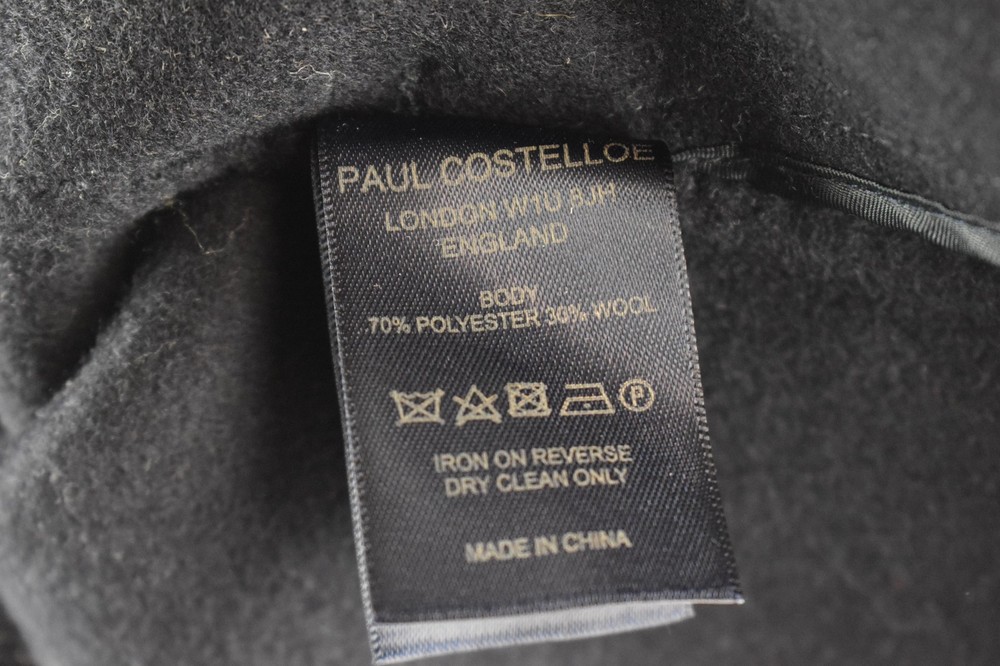 PAUL COSTELLOE
LONDON W1U 8JH
ENGLAND
BODY
70% POLYESTER 30% WOOL
P
IRON ON REVERSE
DRY CLEAN ONLY
MADE IN CHINA